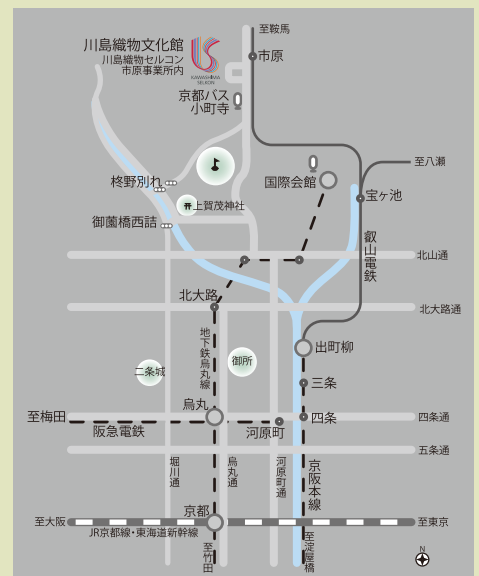 至鞍馬
川島織物文化館
川島織物セルコン
市原事業所内
KAWASHIMA
SELKON
市原
京都バス
小町寺
至八瀬
柊野別れ
国際会館
宝ヶ池
上賀茂神社
御薗橋西詰
叡山電鉄
北山通
北大路
北大路通
地下鉄烏丸線
出町柳
御所
二条城
三条
烏丸
至梅田
四条
四条通
阪急電鉄
河原町
五条通
堀川通
烏丸通
河原町通
京阪本線
京都
至大阪
至東京
JR京都線・東海道新幹線
至竹田
至淀屋橋
N